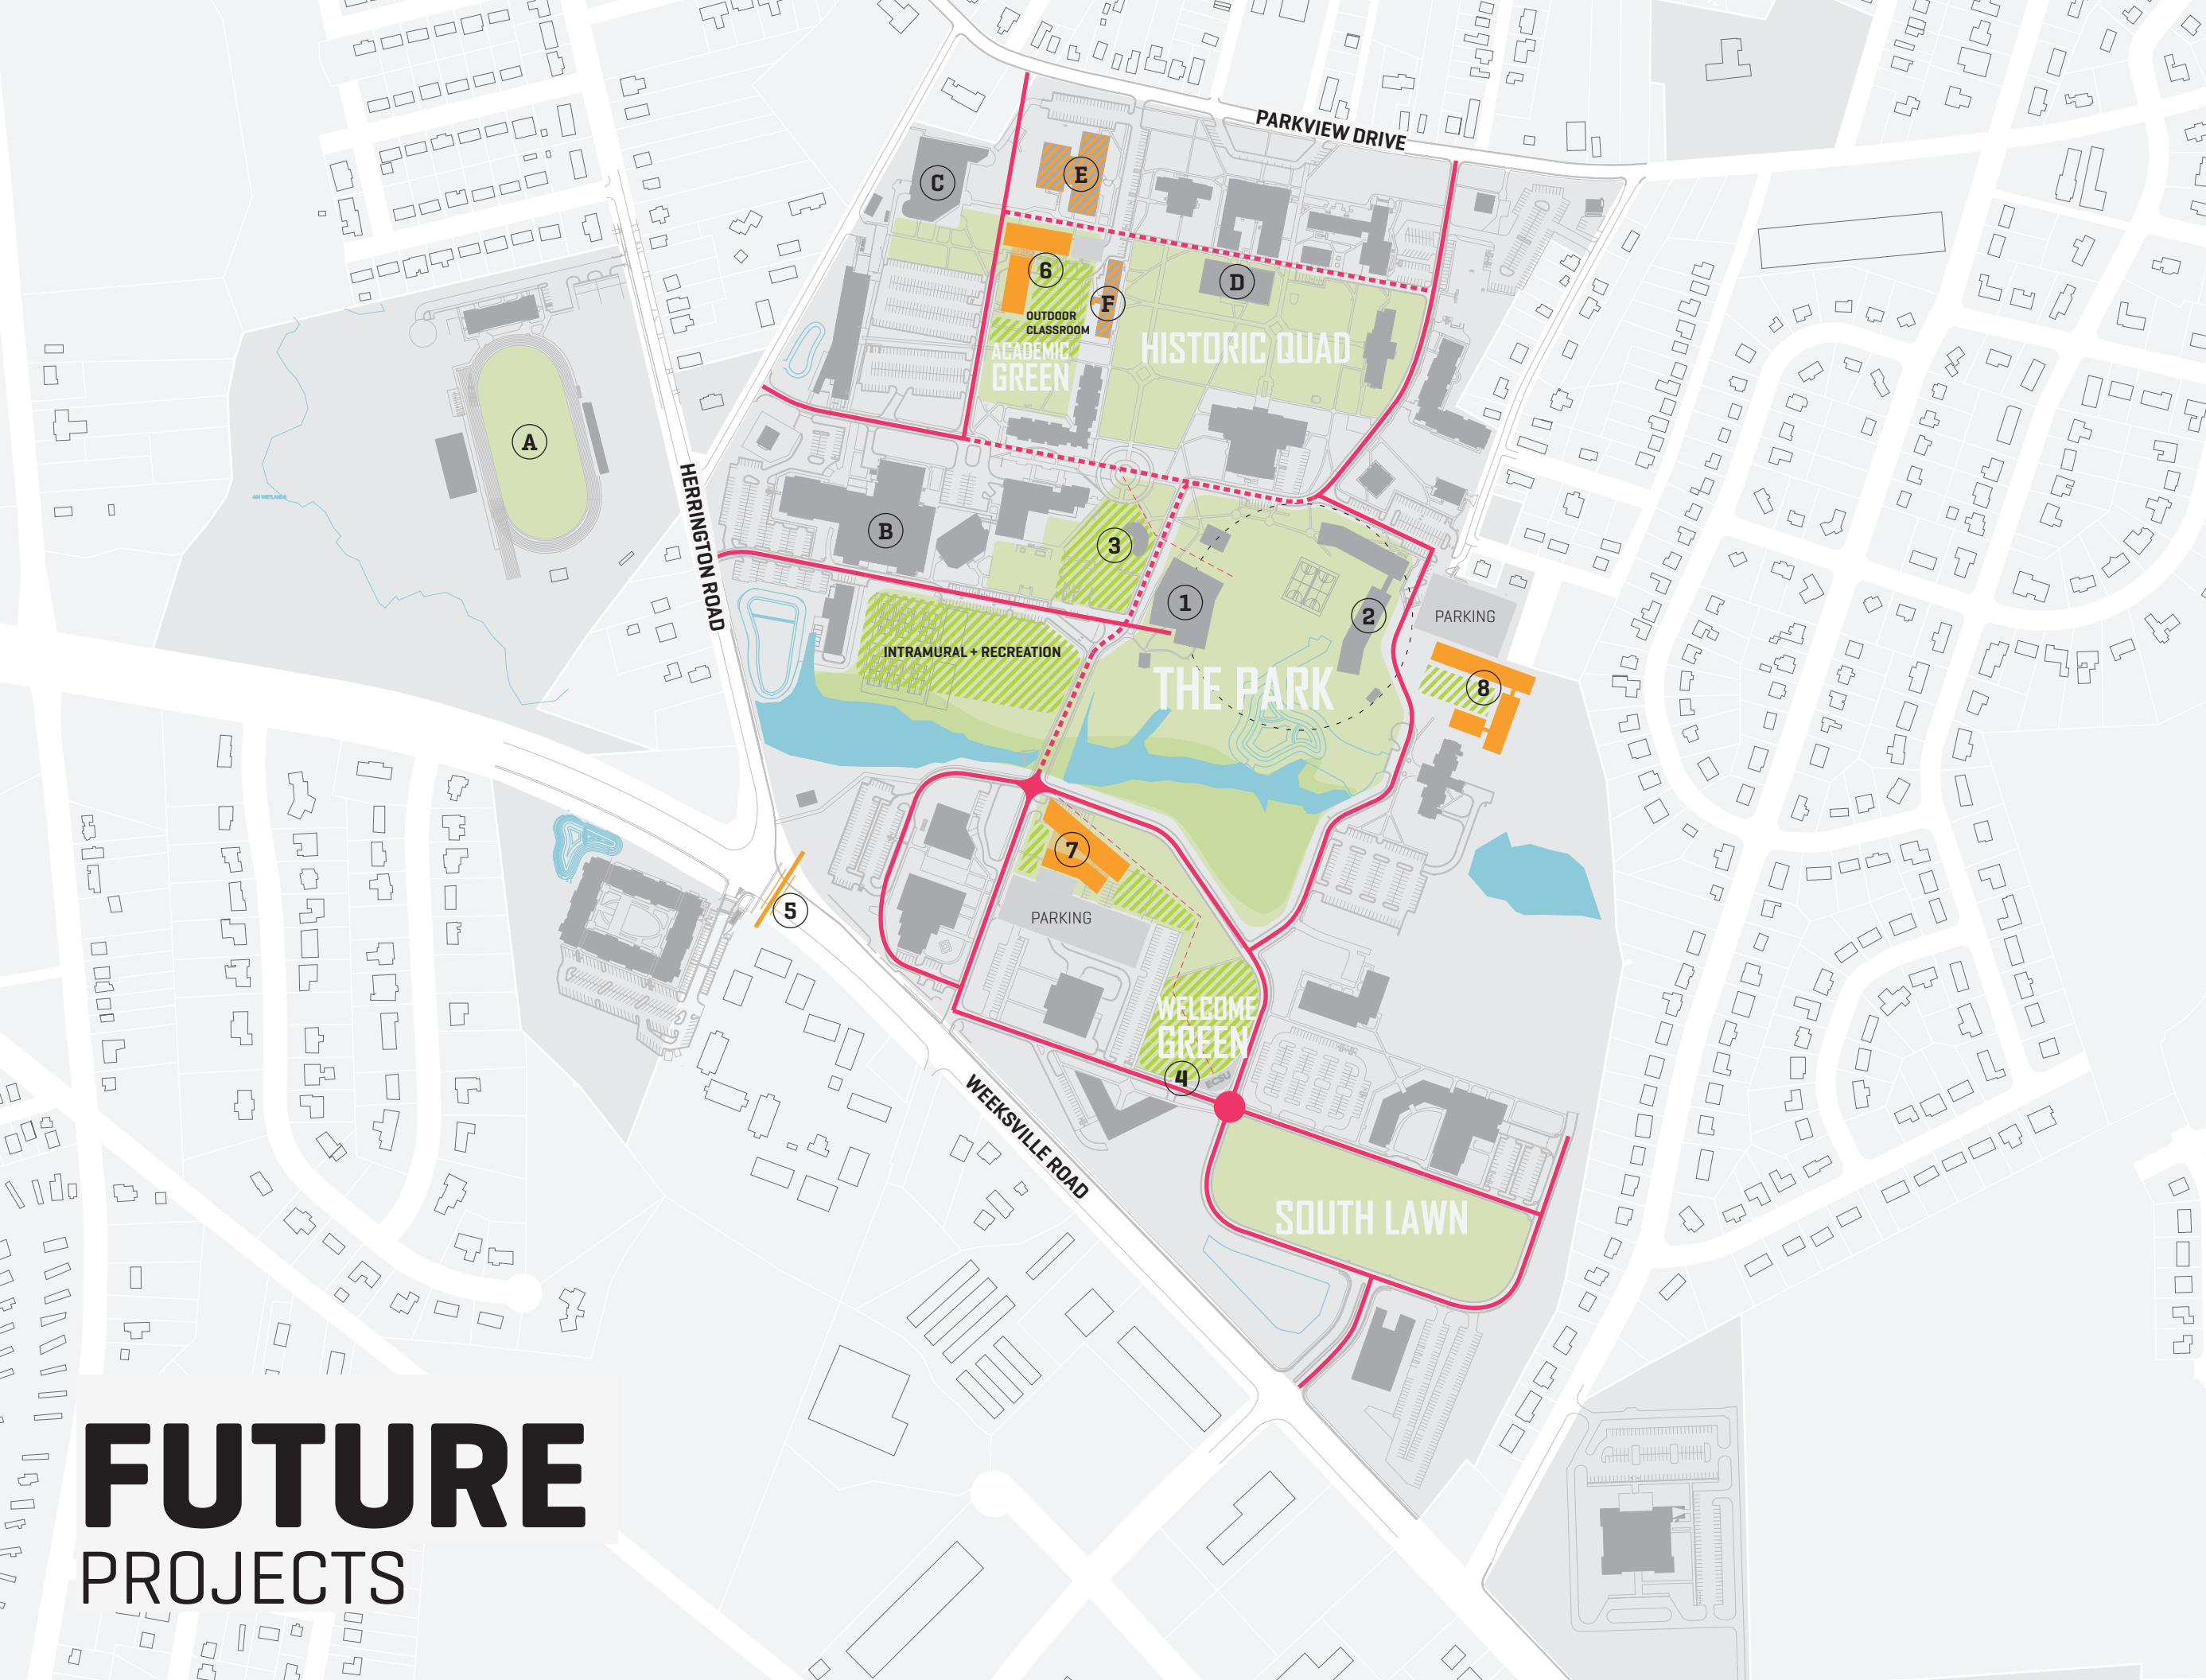 PARKVIEW DRIVE
C
E
6
F
D
OUTDOOR
CLASSROOM
ACADEMIC
GREEN
HISTORIC QUAD
A
HERRINGTON ROAD
B
3
1
2
PARKING
INTRAMURAL + RECREATION
THE PARK
8
7
5
PARKING
WELCOME
GREEN
4
ECSU
WEEKSVILLE ROAD
SOUTH LAWN
FUTURE
PROJECTS